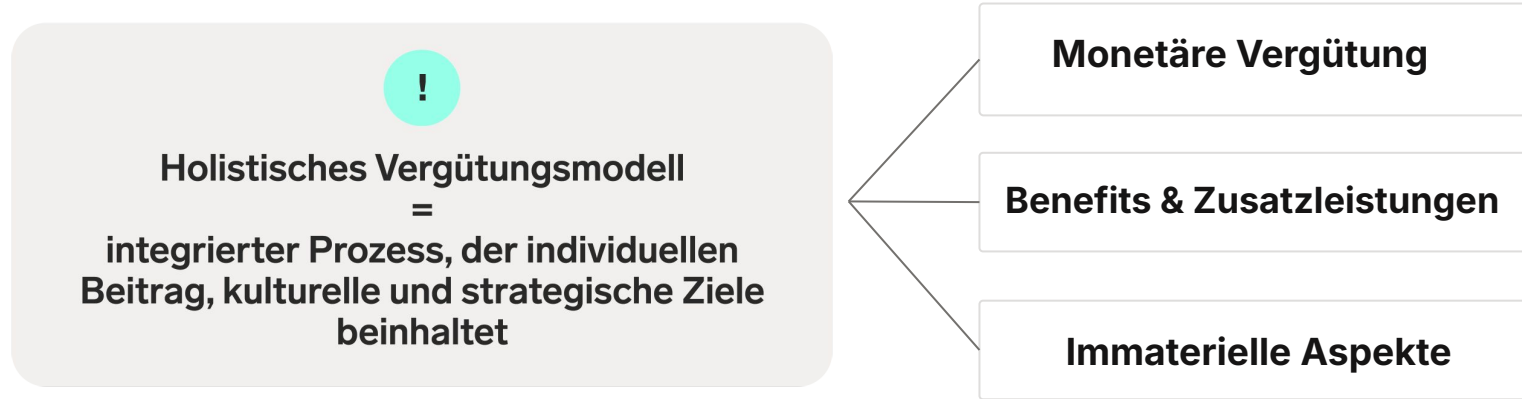 !
Holistisches Vergütungsmodell
=
integrierter Prozess, der individuellen
Beitrag, kulturelle und strategische Ziele
beinhaltet
Monetäre Vergütung
Benefits & Zusatzleistungen
Immaterielle Aspekte